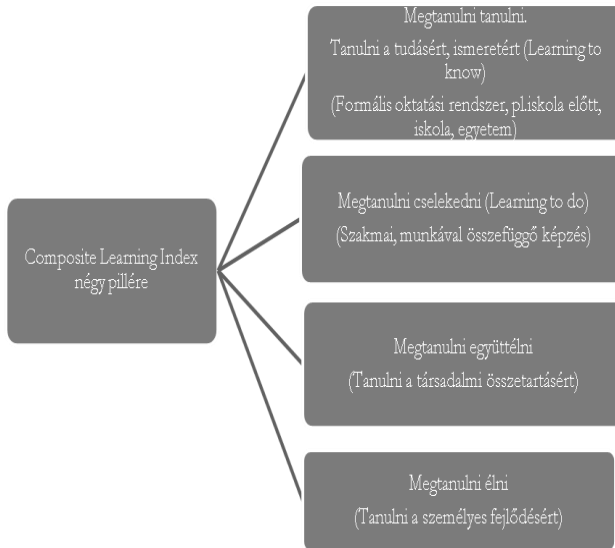 Megtanulni tanulni.
Tanulni a tudásért, ismeretért (Learning to
know)
(Formális oktatási rendszer, pl.iskola előtt,
iskola, egyetem)
Megtanulni cselekedni (Learning to do)
(Szakmai, munkával összefüggő képzés)
Composite Learning Index
négy pillére
Megtanulni együttélni
(Tanulni a társadalmi összetartásért)
Megtanulni élni
(Tanulni a személyes fejlődésért)